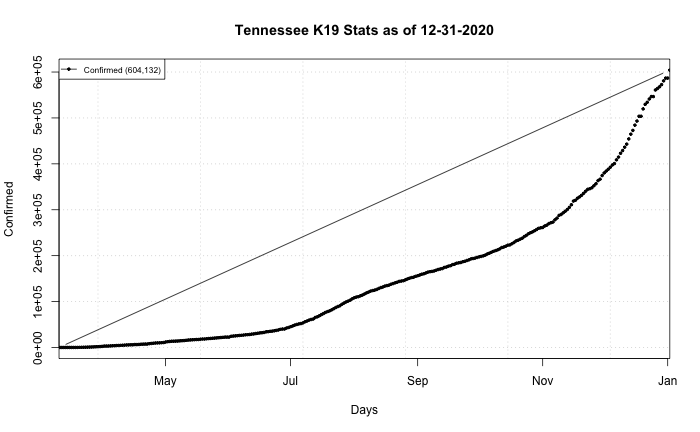 Tennessee K19 Stats as of 12-31-2020
Confirmed (604,132)
6e+05
5e+05
4e+05
3e+05
2e+05
1e+05
0e+00
Confirmed
May Jul Sep Nov Jan
Days